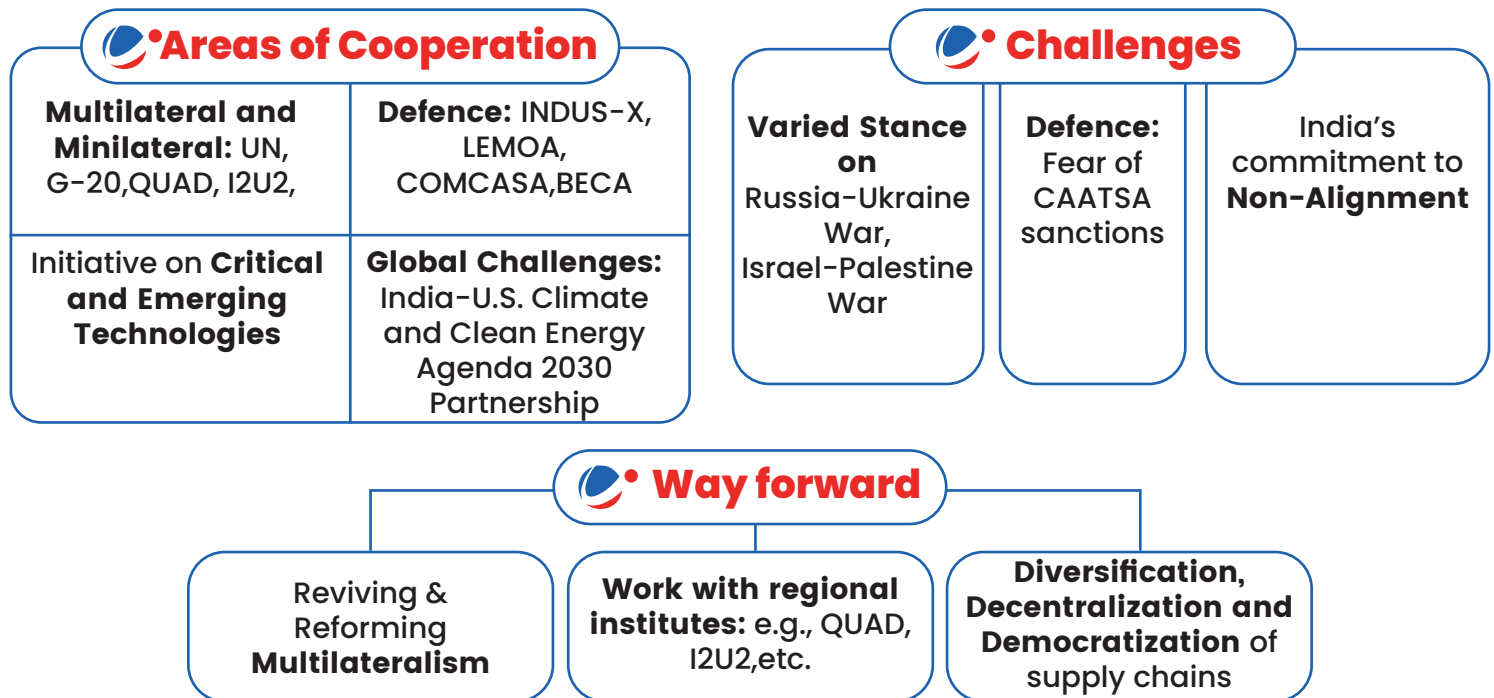 Areas of Cooperation
Multilateral and
Minilateral: UN,
G-20,QUAD, I2U2,
Defence: INDUS-X,
LEMOA,
COMCASA,BECA
Initiative on Critical
and Emerging
Technologies
Global Challenges:
India-U.S. Climate
and Clean Energy
Agenda 2030
Partnership
Challenges
Varied Stance
on
Russia-Ukraine
War,
Israel-Palestine
War
Defence:
Fear of
CAATSA
sanctions
India's
commitment to
Non-Alignment
Way forward
Reviving &
Reforming
Multilateralism
Work with regional
institutes: e.g., QUAD,
I2U2,etc.
Diversification,
Decentralization and
Democratization of
supply chains